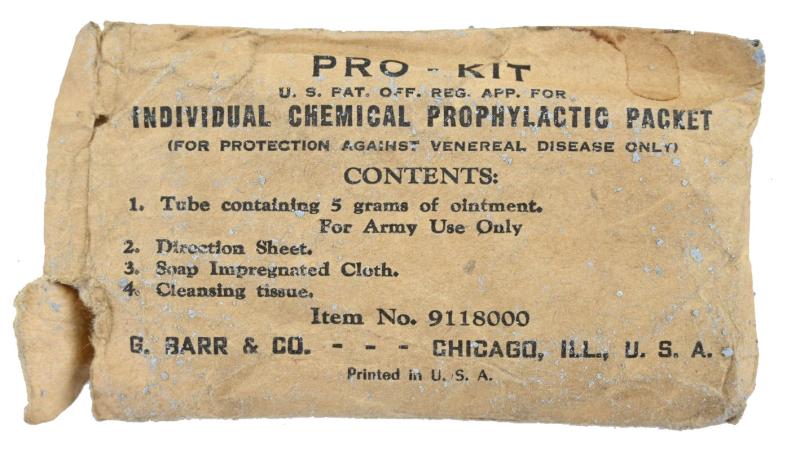 PRO - KIT
U. S. PAT. OFF. REG. APP. FOR
INDIVIDUAL CHEMICAL PROPHYLACTIC PACKET
(FOR PROTECTION AGAINST VENEREAL DISEASE ONLY)
CONTENTS:
1. Tube containing 5 grams of ointment.
For Army Use Only
2. Direction Sheet.
3. Soap Impregnated Cloth.
4. Cleansing tissue.
Item No. 9118000
G. BARR & CO. - - - CHICAGO, ILL., U. S. A.
Printed in U. S. A.